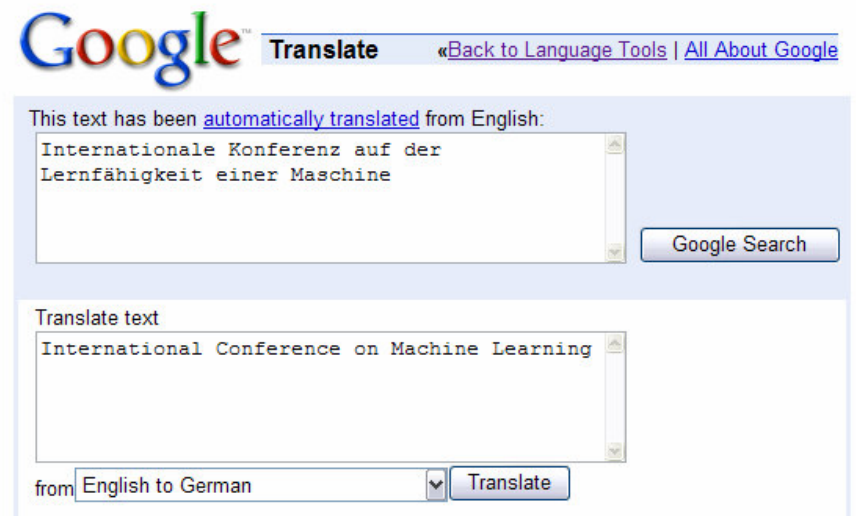 Google™ Translate «Back to Language Tools | All About Google
This text has been automatically translated from English:
Internationale Konferenz auf der
Lernfähigkeit einer Maschine
Google Search
Translate text
International Conference on Machine Learning
from English to German Translate